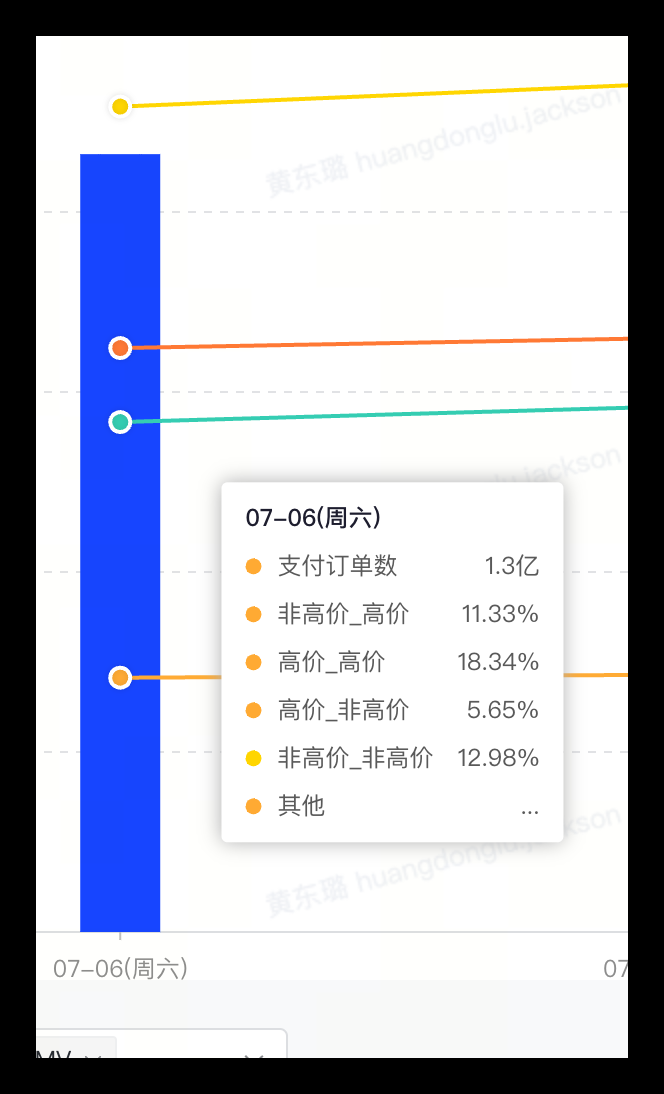 黄东璐 huangdonglu.jackson
07-06(周六)
支付订单数 1.3亿
非高价_高价 11.33%
高价_高价 18.34%
高价_非高价 5.65%
非高价_非高价 12.98%
其他 ...
黄东璐 huangdonglu.jackson
07-06(周六) 07
MV